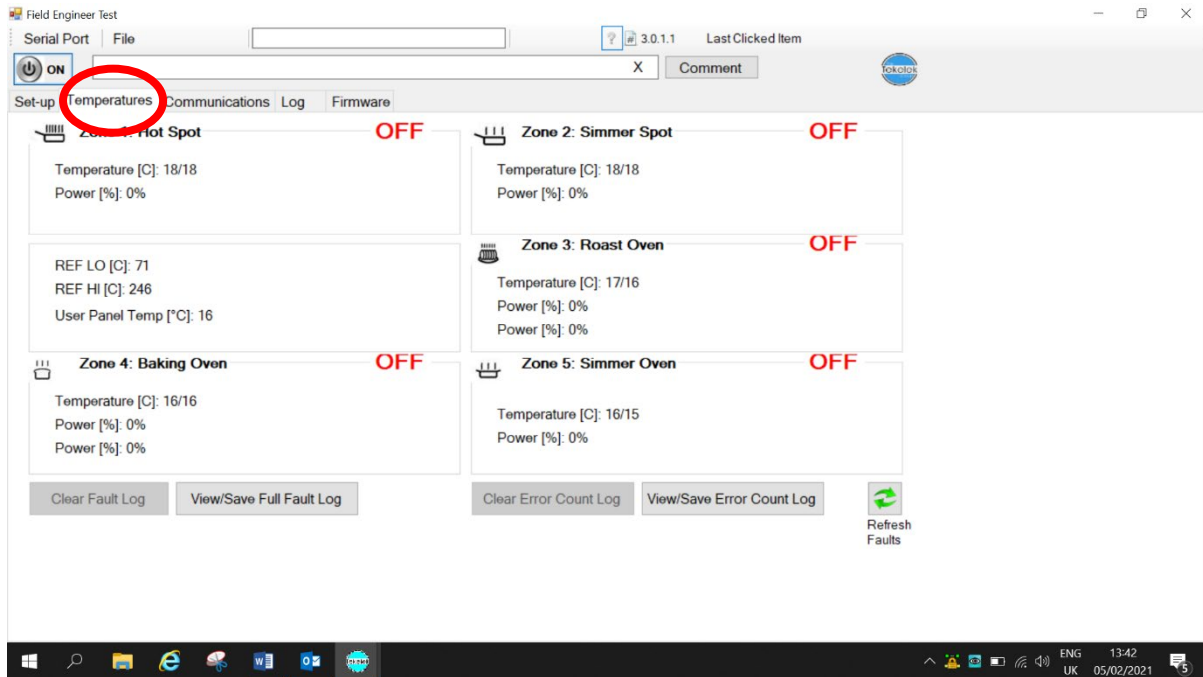 Field Engineer Test
Serial Port File 3.0.1.1 Last Clicked Item
ON X Comment Tokolok
Set-up Temperatures Communications Log Firmware
Zone 1: Hot Spot OFF
Temperature [C]: 18/18
Power [%]: 0%
Zone 2: Simmer Spot OFF
Temperature [C]: 18/18
Power [%]: 0%
REF LO [C]: 71
REF HI [C]: 246
User Panel Temp [°C]: 16
Zone 3: Roast Oven OFF
Temperature [C]: 17/16
Power [%]: 0%
Power [%]: 0%
Zone 4: Baking Oven OFF
Temperature [C]: 16/16
Power [%]: 0%
Power [%]: 0%
Zone 5: Simmer Oven OFF
Temperature [C]: 16/15
Power [%]: 0%
Clear Fault Log View/Save Full Fault Log Clear Error Count Log View/Save Error Count Log
Refresh
Faults
ENG 13:42
UK 05/02/2021 5